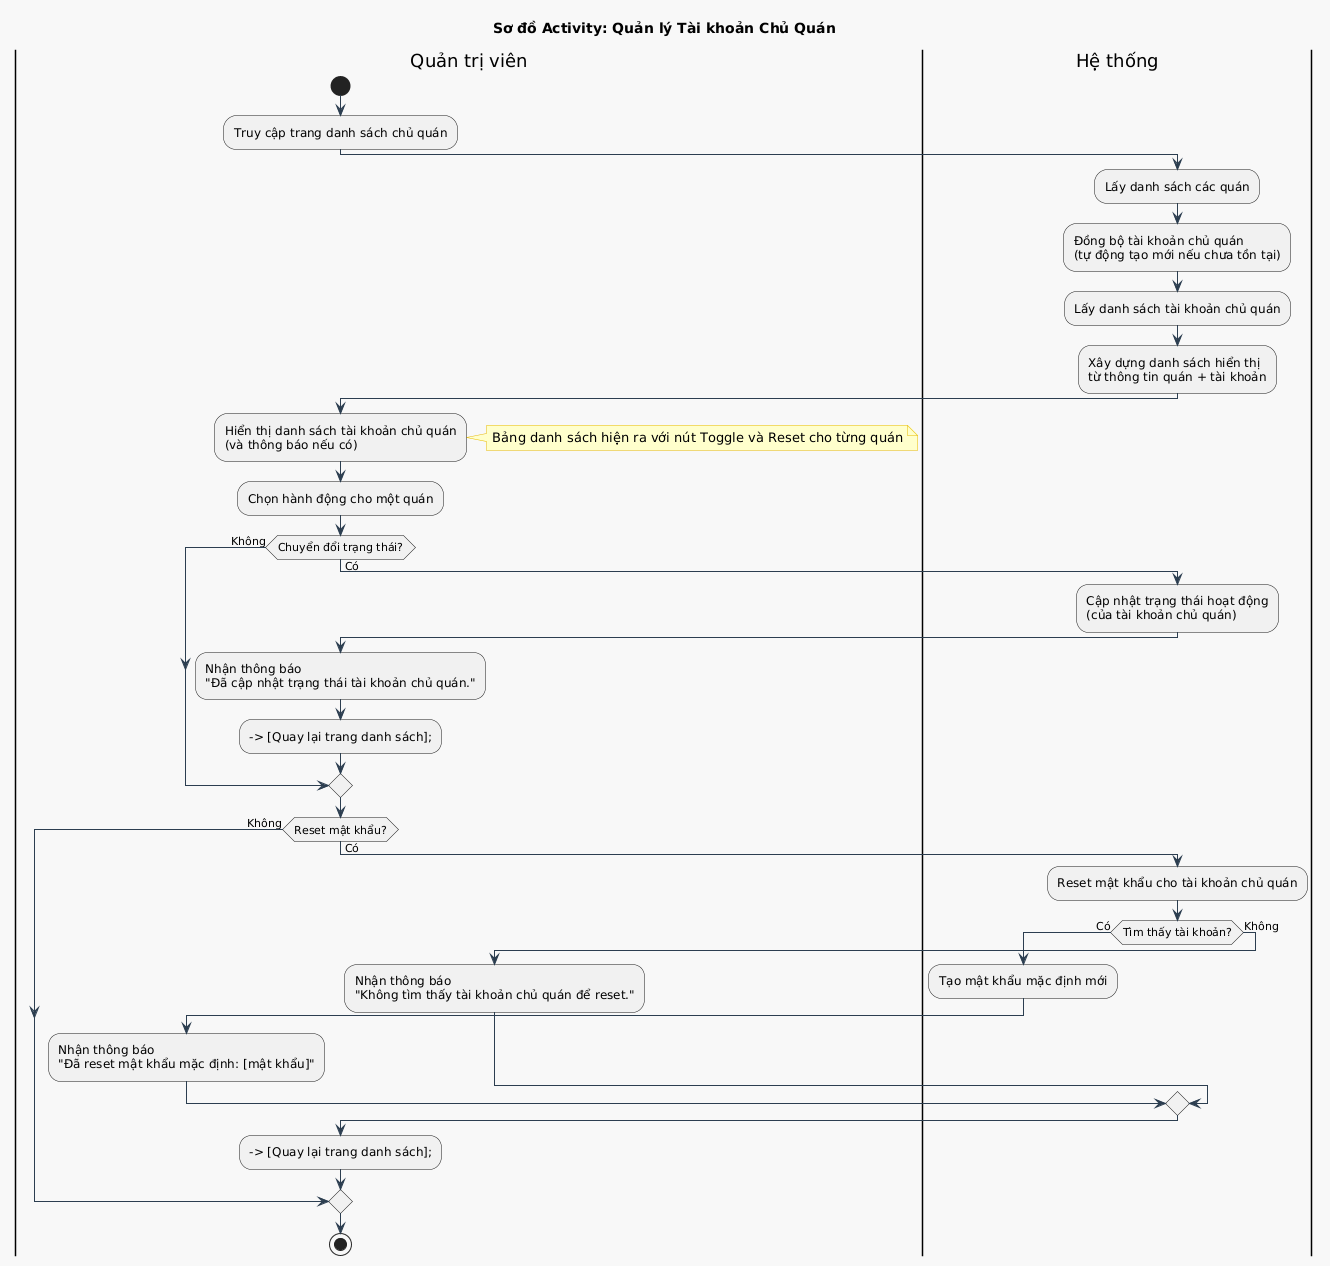 Sơ đồ Activity: Quản lý Tài khoản Chủ Quán
Quản trị viên
Hệ thống
Truy cập trang danh sách chủ quán
Lấy danh sách các quán
Đồng bộ tài khoản chủ quán
(tự động tạo mới nếu chưa tồn tại)
Lấy danh sách tài khoản chủ quán
Xây dựng danh sách hiển thị
từ thông tin quán + tài khoản
Hiển thị danh sách tài khoản chủ quán
(và thông báo nếu có)
Bảng danh sách hiện ra với nút Toggle và Reset cho từng quán
Chọn hành động cho một quán
Không
Chuyển đổi trạng thái?
Có
Cập nhật trạng thái hoạt động
(của tài khoản chủ quán)
Nhận thông báo
"Đã cập nhật trạng thái tài khoản chủ quán."
-> [Quay lại trang danh sách];
Không
Reset mật khẩu?
Có
Reset mật khẩu cho tài khoản chủ quán
Có
Tìm thấy tài khoản?
Không
Nhận thông báo
"Không tìm thấy tài khoản chủ quán để reset."
Tạo mật khẩu mặc định mới
Nhận thông báo
"Đã reset mật khẩu mặc định: [mật khẩu]"
-> [Quay lại trang danh sách];